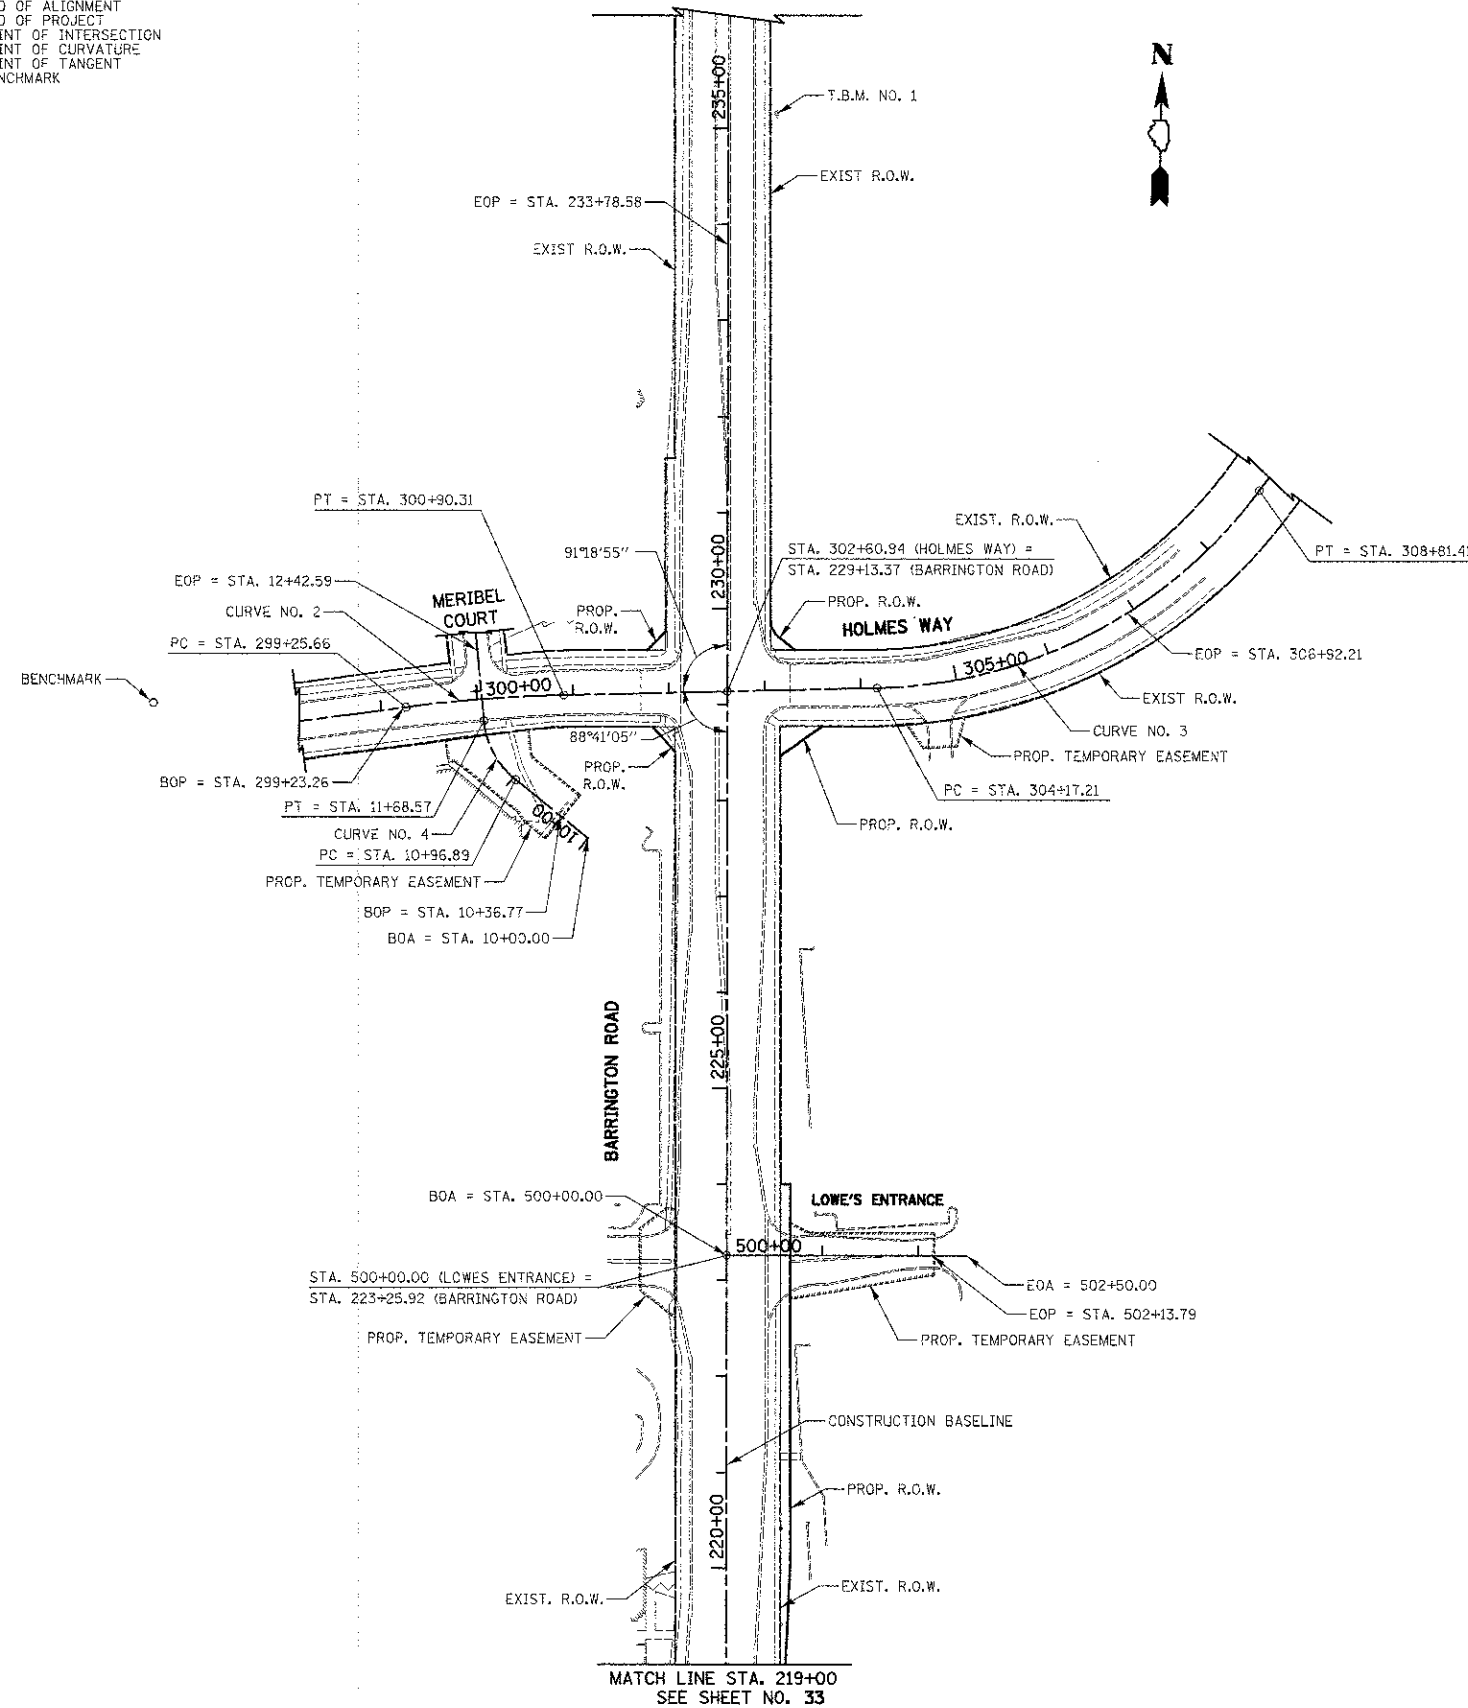 OF ALIGNMENT
OF PROJECT
OF INTERSECTION
OF CURVATURE
OF TANGENT
N
235+00
T.B.M. NO. 1
EXIST R.O.W.
EOP = STA. 233+78.58
EXIST R.O.W.
PT = STA. 300+90.31
EXIST. R.O.W.
91°18'55"
230+00
STA. 302+60.94 (HOLMES WAY) =
STA. 229+13.37 (BARRINGTON ROAD)
PT = STA. 308+81.4
EOP = STA. 12+42.59
MERIBEL
COURT
CURVE NO. 2
PROP.
R.O.W.
PROP. R.O.W.
HOLMES WAY
PC = STA. 299+25.66
305+00
EOP = STA. 306+92.21
BENCHMARK
300+00
EXIST R.O.W.
88°41'05"
CURVE NO. 3
PROP. TEMPORARY EASEMENT
PROP.
R.O.W.
BOP = STA. 299+23.26
PC = STA. 304+17.21
PT = STA. 11+68.57
10+00
PROP. R.O.W.
CURVE NO. 4
PC = STA. 10+96.89
PROP. TEMPORARY EASEMENT
BOP = STA. 10+36.77
BOA = STA. 10+00.00
BARRINGTON ROAD
225+00
BOA = STA. 500+00.00
LOWE'S ENTRANCE
500+00
STA. 500+00.00 (LOWES ENTRANCE) =
STA. 223+25.92 (BARRINGTON ROAD)
EOA = 502+50.00
EOP = STA. 502+13.79
PROP. TEMPORARY EASEMENT
PROP. TEMPORARY EASEMENT
CONSTRUCTION BASELINE
PROP. R.O.W.
220+00
EXIST. R.O.W.
EXIST. R.O.W.
MATCH LINE STA. 219+00
SEE SHEET NO. 33